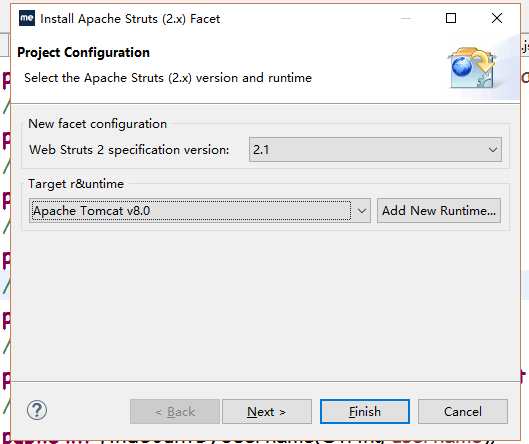 me Install Apache Struts (2.x) Facet
Project Configuration
Select the Apache Struts (2.x) version and runtime
New facet configuration
Web Struts 2 specification version: 2.1
Target r&untime
Apache Tomcat v8.0 Add New Runtime...
? < Back Next > Finish Cancel